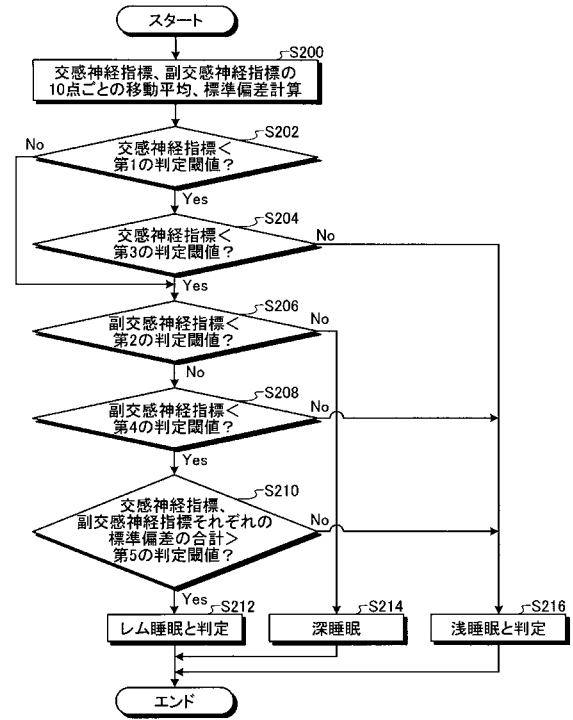 スタート
S200
交感神経指標、副交感神経指標の
10点ごとの移動平均、標準偏差計算
S202
No
交感神経指標<
第1の判定閾値？
Yes
S204
交感神経指標<
第3の判定閾値？
No
Yes
S206
副交感神経指標<
第2の判定閾値？
No
No
S208
副交感神経指標<
第4の判定閾値？
No
Yes
S210
交感神経指標、
副交感神経指標それぞれの
標準偏差の合計>
第5の判定閾値？
No
Yes
S212
レム睡眠と判定
S214
深睡眠
S216
浅睡眠と判定
エンド